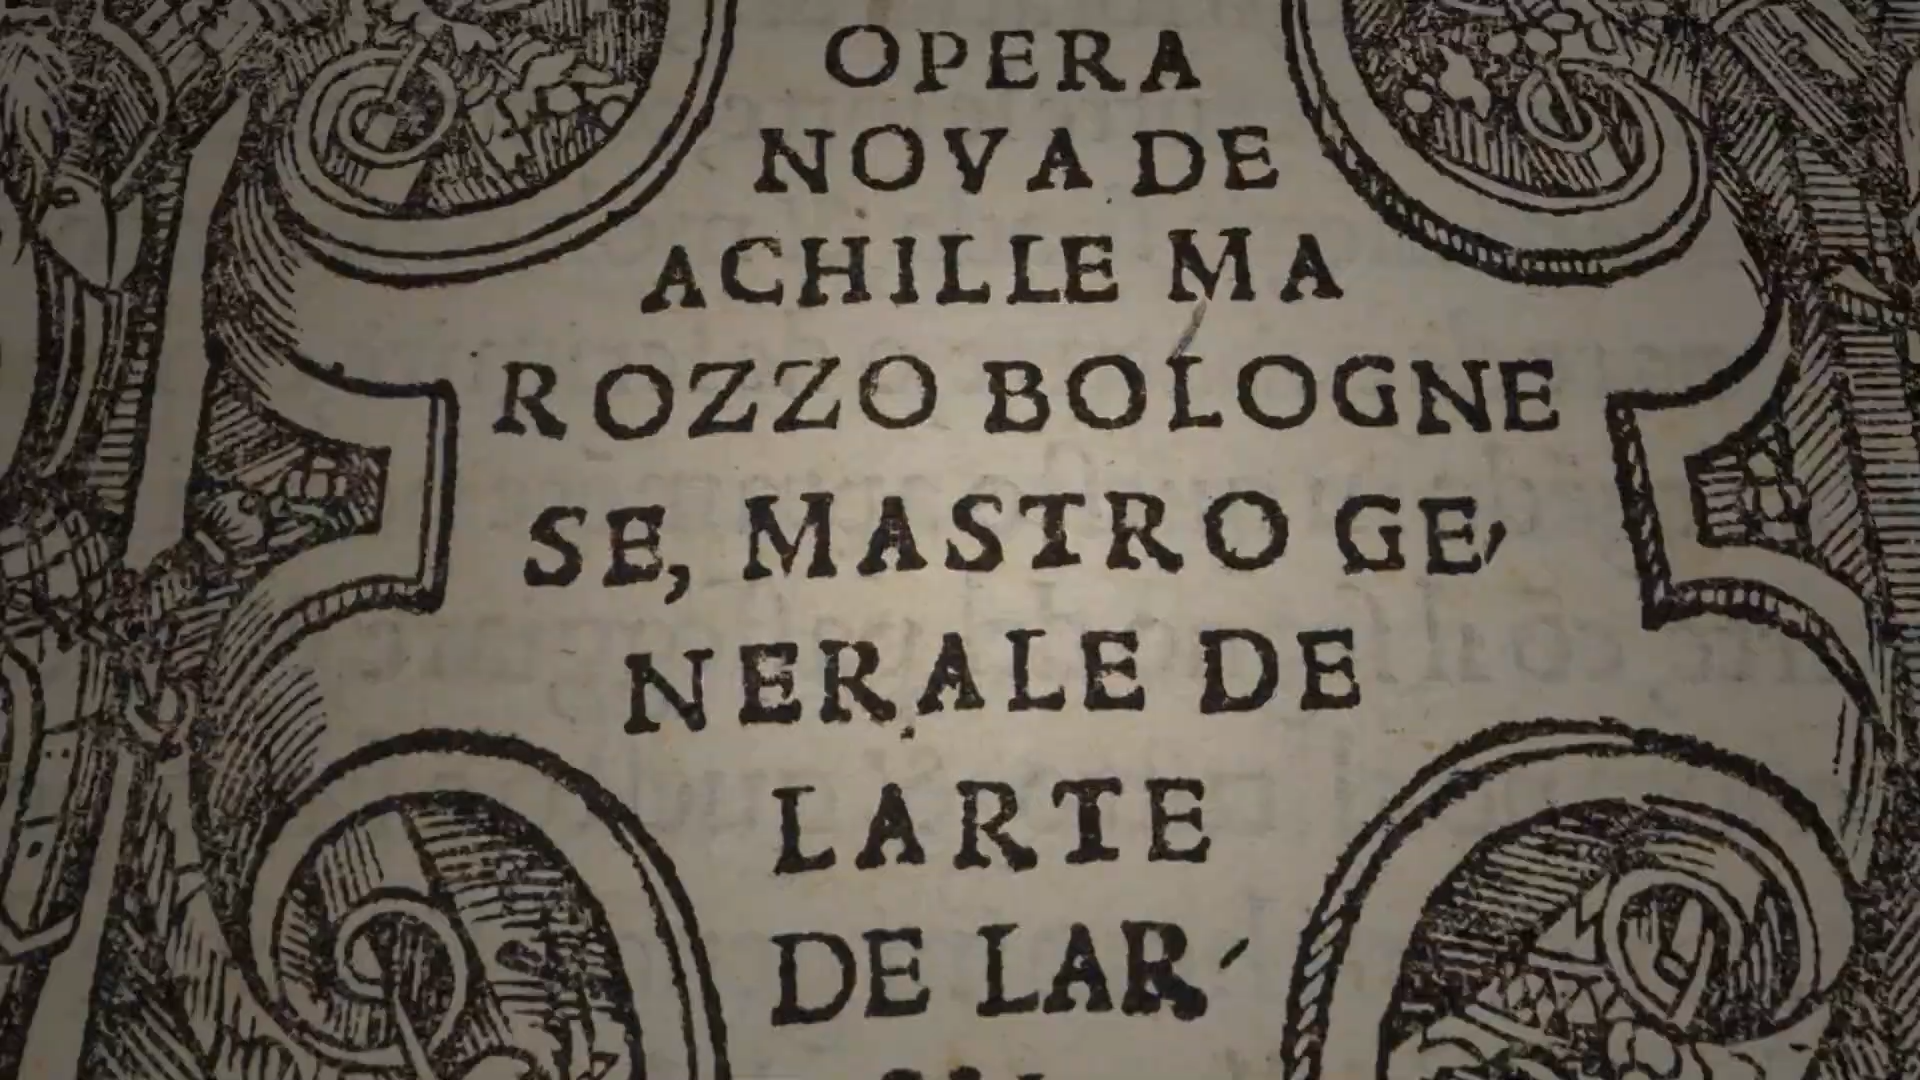 OPERA
NOVA DE
ACHILLE MA
ROZZO BOLOGNE
SE, MASTRO GE,
NERALE DE
LARTE
DE LAR,